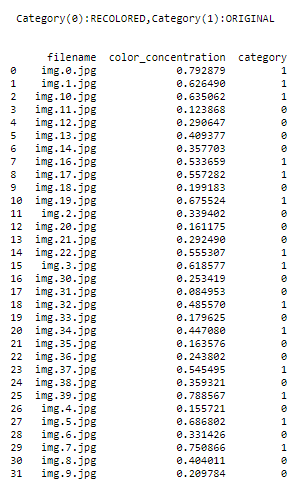 Category(0):RECOLORED,Category(1):ORIGINAL
filename color_concentration category
0 img.0.jpg 0.792879 1
1 img.1.jpg 0.626490 1
2 img.10.jpg 0.635062 1
3 img.11.jpg 0.123868 0
4 img.12.jpg 0.290647 0
5 img.13.jpg 0.409377 0
6 img.14.jpg 0.357703 0
7 img.16.jpg 0.533659 1
8 img.17.jpg 0.557282 1
9 img.18.jpg 0.199183 0
10 img.19.jpg 0.675524 1
11 img.2.jpg 0.339402 0
12 img.20.jpg 0.161175 0
13 img.21.jpg 0.292490 0
14 img.22.jpg 0.555307 1
15 img.3.jpg 0.618577 1
16 img.30.jpg 0.253419 0
17 img.31.jpg 0.084953 0
18 img.32.jpg 0.485570 1
19 img.33.jpg 0.179625 0
20 img.34.jpg 0.447080 1
21 img.35.jpg 0.163576 0
22 img.36.jpg 0.243802 0
23 img.37.jpg 0.545495 1
24 img.38.jpg 0.359321 0
25 img.39.jpg 0.788567 1
26 img.4.jpg 0.155721 0
27 img.5.jpg 0.686802 1
28 img.6.jpg 0.331426 0
29 img.7.jpg 0.750866 1
30 img.8.jpg 0.404011 0
31 img.9.jpg 0.209784 0